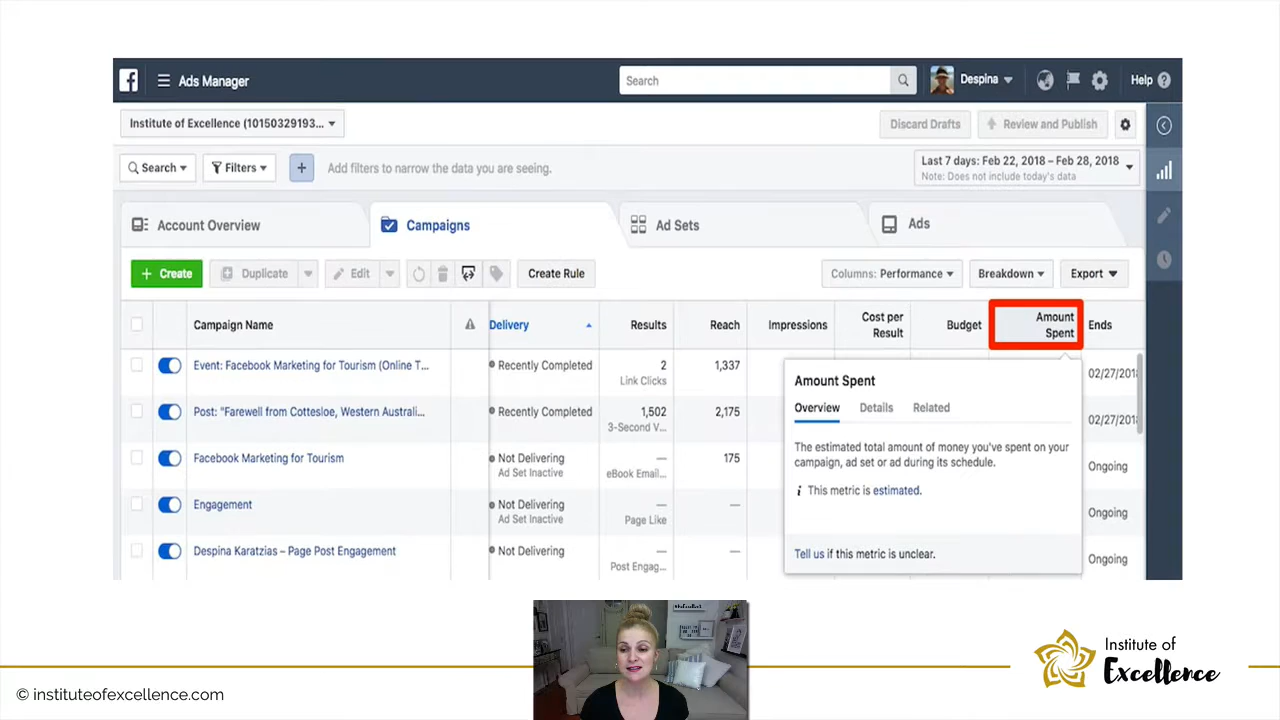 Ads Manager
Search
Despina
Help
Institute of Excellence (10150329193...
Discard Drafts
Review and Publish
Search
Filters
+
Add filters to narrow the data you are seeing.
Last 7 days: Feb 22, 2018 – Feb 28, 2018
Note: Does not include today's data
Account Overview
Campaigns
Ad Sets
Ads
+ Create
Duplicate
Edit
Create Rule
Columns: Performance
Breakdown
Export
Campaign Name
Delivery
Results
Reach
Impressions
Cost per
Result
Budget
Amount
Spent
Ends
Event: Facebook Marketing for Tourism (Online T...
Recently Completed
2
Link Clicks
1,337
02/27/201
Post: "Farewell from Cottesloe, Western Australi...
Recently Completed
1,502
3-Second V...
2,175
02/27/201
Facebook Marketing for Tourism
Not Delivering
Ad Set Inactive
—
eBook Email...
175
Ongoing
Engagement
Not Delivering
Ad Set Inactive
—
Page Like
—
Ongoing
Despina Karatzias – Page Post Engagement
Not Delivering
—
Post Engag...
—
Ongoing
Amount Spent
Overview
Details
Related
The estimated total amount of money you've spent on your
campaign, ad set or ad during its schedule.
i This metric is estimated.
Tell us if this metric is unclear.
© instituteofexcellence.com
Institute of
Excellence